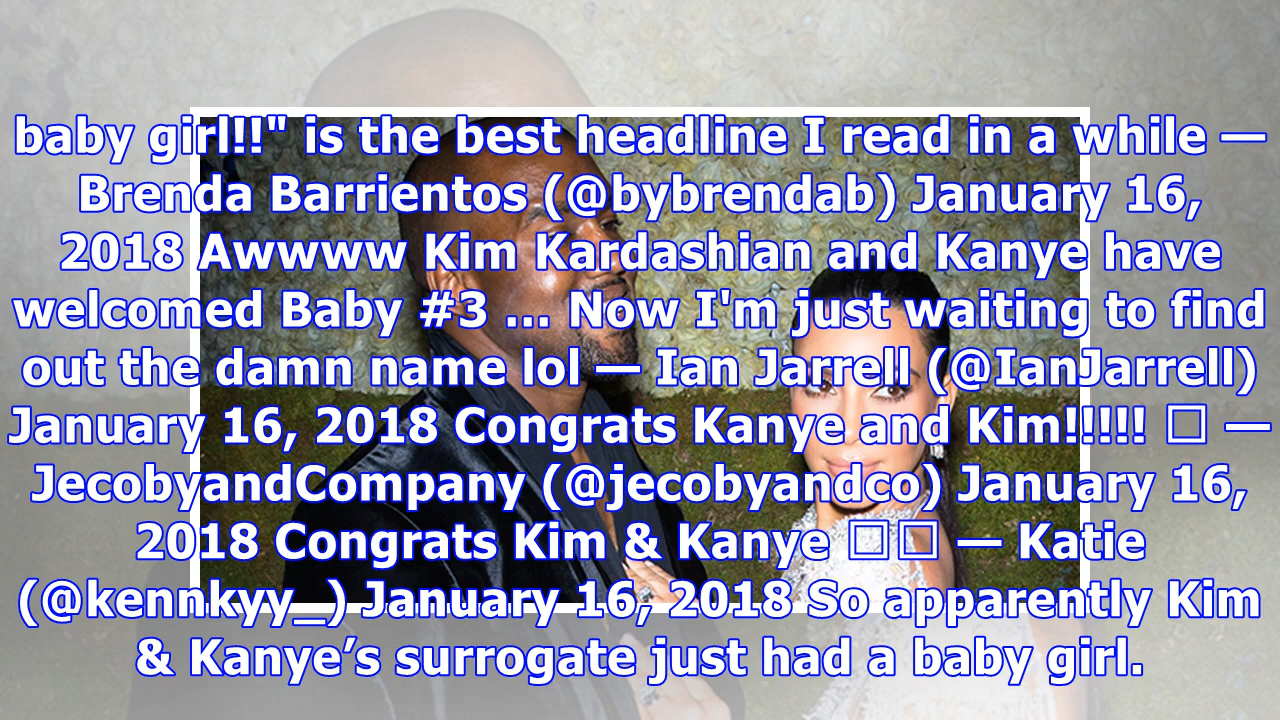 baby girl!!" is the best headline I read in a while —
Brenda Barrientos (@bybrendab) January 16,
2018 Awwww Kim Kardashian and Kanye have
welcomed Baby #3 ... Now I'm just waiting to find
out the damn name lol — Ian Jarrell (@IanJarrell)
January 16, 2018 Congrats Kanye and Kim!!!!! □ —
JecobyandCompany (@jecobyandco) January 16,
2018 Congrats Kim & Kanye □□ — Katie
(@kennkyy_) January 16, 2018 So apparently Kim
& Kanye’s surrogate just had a baby girl.